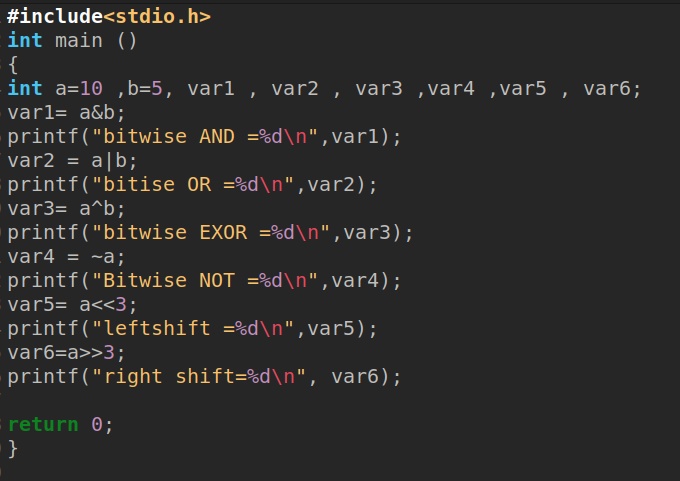 #include<stdio.h>
int main ()
{
int a=10 ,b=5, var1 , var2 , var3 ,var4 ,var5 , var6;
var1= a&b;
printf("bitwise AND =%d\n",var1);
var2 = a|b;
printf("bitise OR =%d\n",var2);
var3= a^b;
printf("bitwise EXOR =%d\n",var3);
var4 = ~a;
printf("Bitwise NOT =%d\n",var4);
var5= a<<3;
printf("leftshift =%d\n",var5);
var6=a>>3;
printf("right shift=%d\n", var6);
return 0;
}